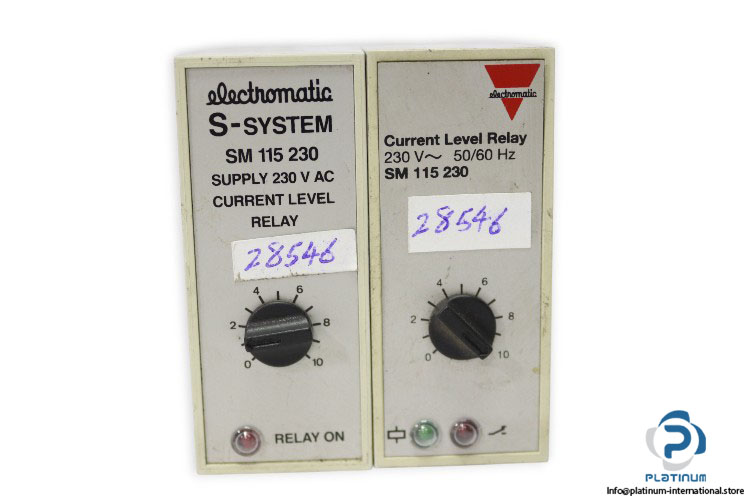 electromatic
S-SYSTEM
SM 115 230
SUPPLY 230 V AC
CURRENT LEVEL
RELAY
28546
0 2 4 6 8 10
RELAY ON
electromatic
Current Level Relay
230 V~ 50/60 Hz
SM 115 230
28546
0 2 4 6 8 10
PLATINUM
Info@platinum-international.store